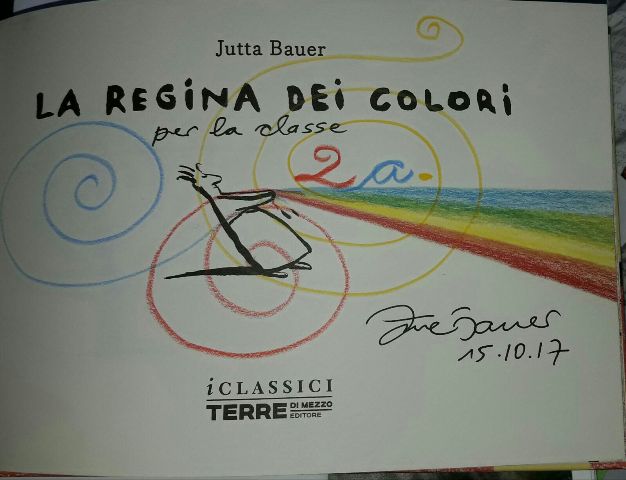 Jutta Bauer
LA REGINA DEI COLORI
per la classe
2a.
Jutta Bauer
15.10.17
iCLASSICI
TERRE DI MEZZO
EDITORE